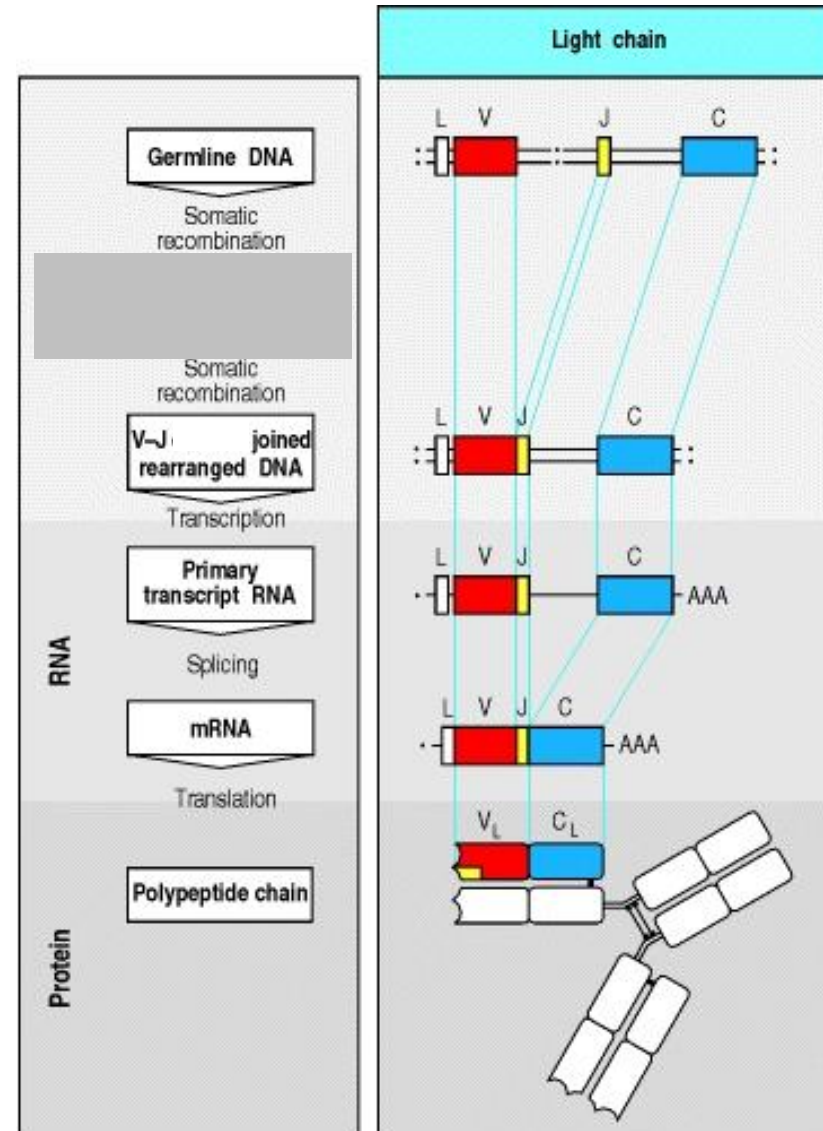 Light chain
L V J C
Germline DNA
Somatic
recombination
Somatic
recombination
L V J C
V–J joined
rearranged DNA
Transcription
L V J C
Primary
transcript RNA
AAA
Splicing
RNA
L V J C
mRNA
AAA
Translation
VL CL
Polypeptide chain
Protein